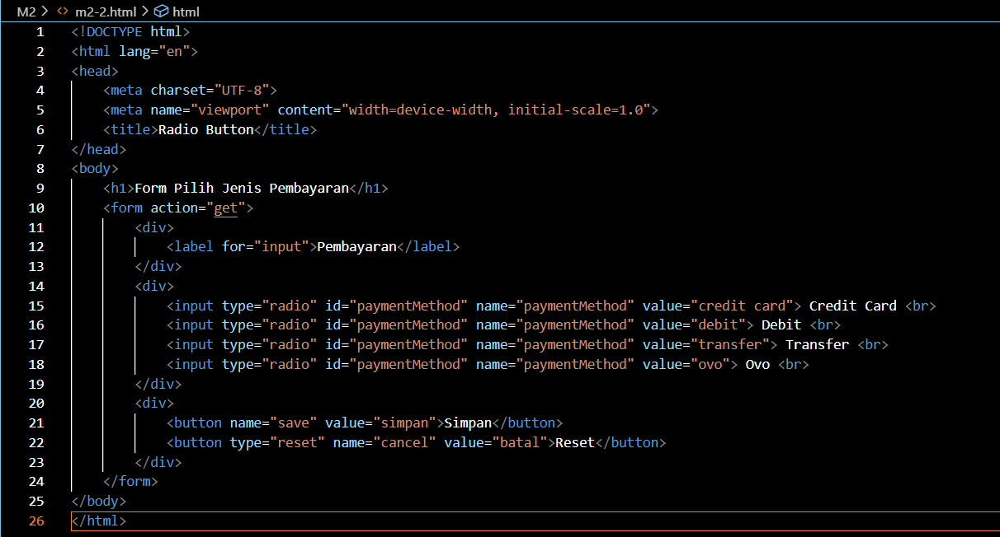 M2 > <> m2-2.html > html
1 <!DOCTYPE html>
2 <html lang="en">
3 <head>
4     <meta charset="UTF-8">
5     <meta name="viewport" content="width=device-width, initial-scale=1.0">
6     <title>Radio Button</title>
7 </head>
8 <body>
9     <h1>Form Pilih Jenis Pembayaran</h1>
10     <form action="get">
11         <div>
12             <label for="input">Pembayaran</label>
13         </div>
14         <div>
15             <input type="radio" id="paymentMethod" name="paymentMethod" value="credit card"> Credit Card <br>
16             <input type="radio" id="paymentMethod" name="paymentMethod" value="debit"> Debit <br>
17             <input type="radio" id="paymentMethod" name="paymentMethod" value="transfer"> Transfer <br>
18             <input type="radio" id="paymentMethod" name="paymentMethod" value="ovo"> Ovo <br>
19         </div>
20         <div>
21             <button name="save" value="simpan">Simpan</button>
22             <button type="reset" name="cancel" value="batal">Reset</button>
23         </div>
24     </form>
25 </body>
26 </html>